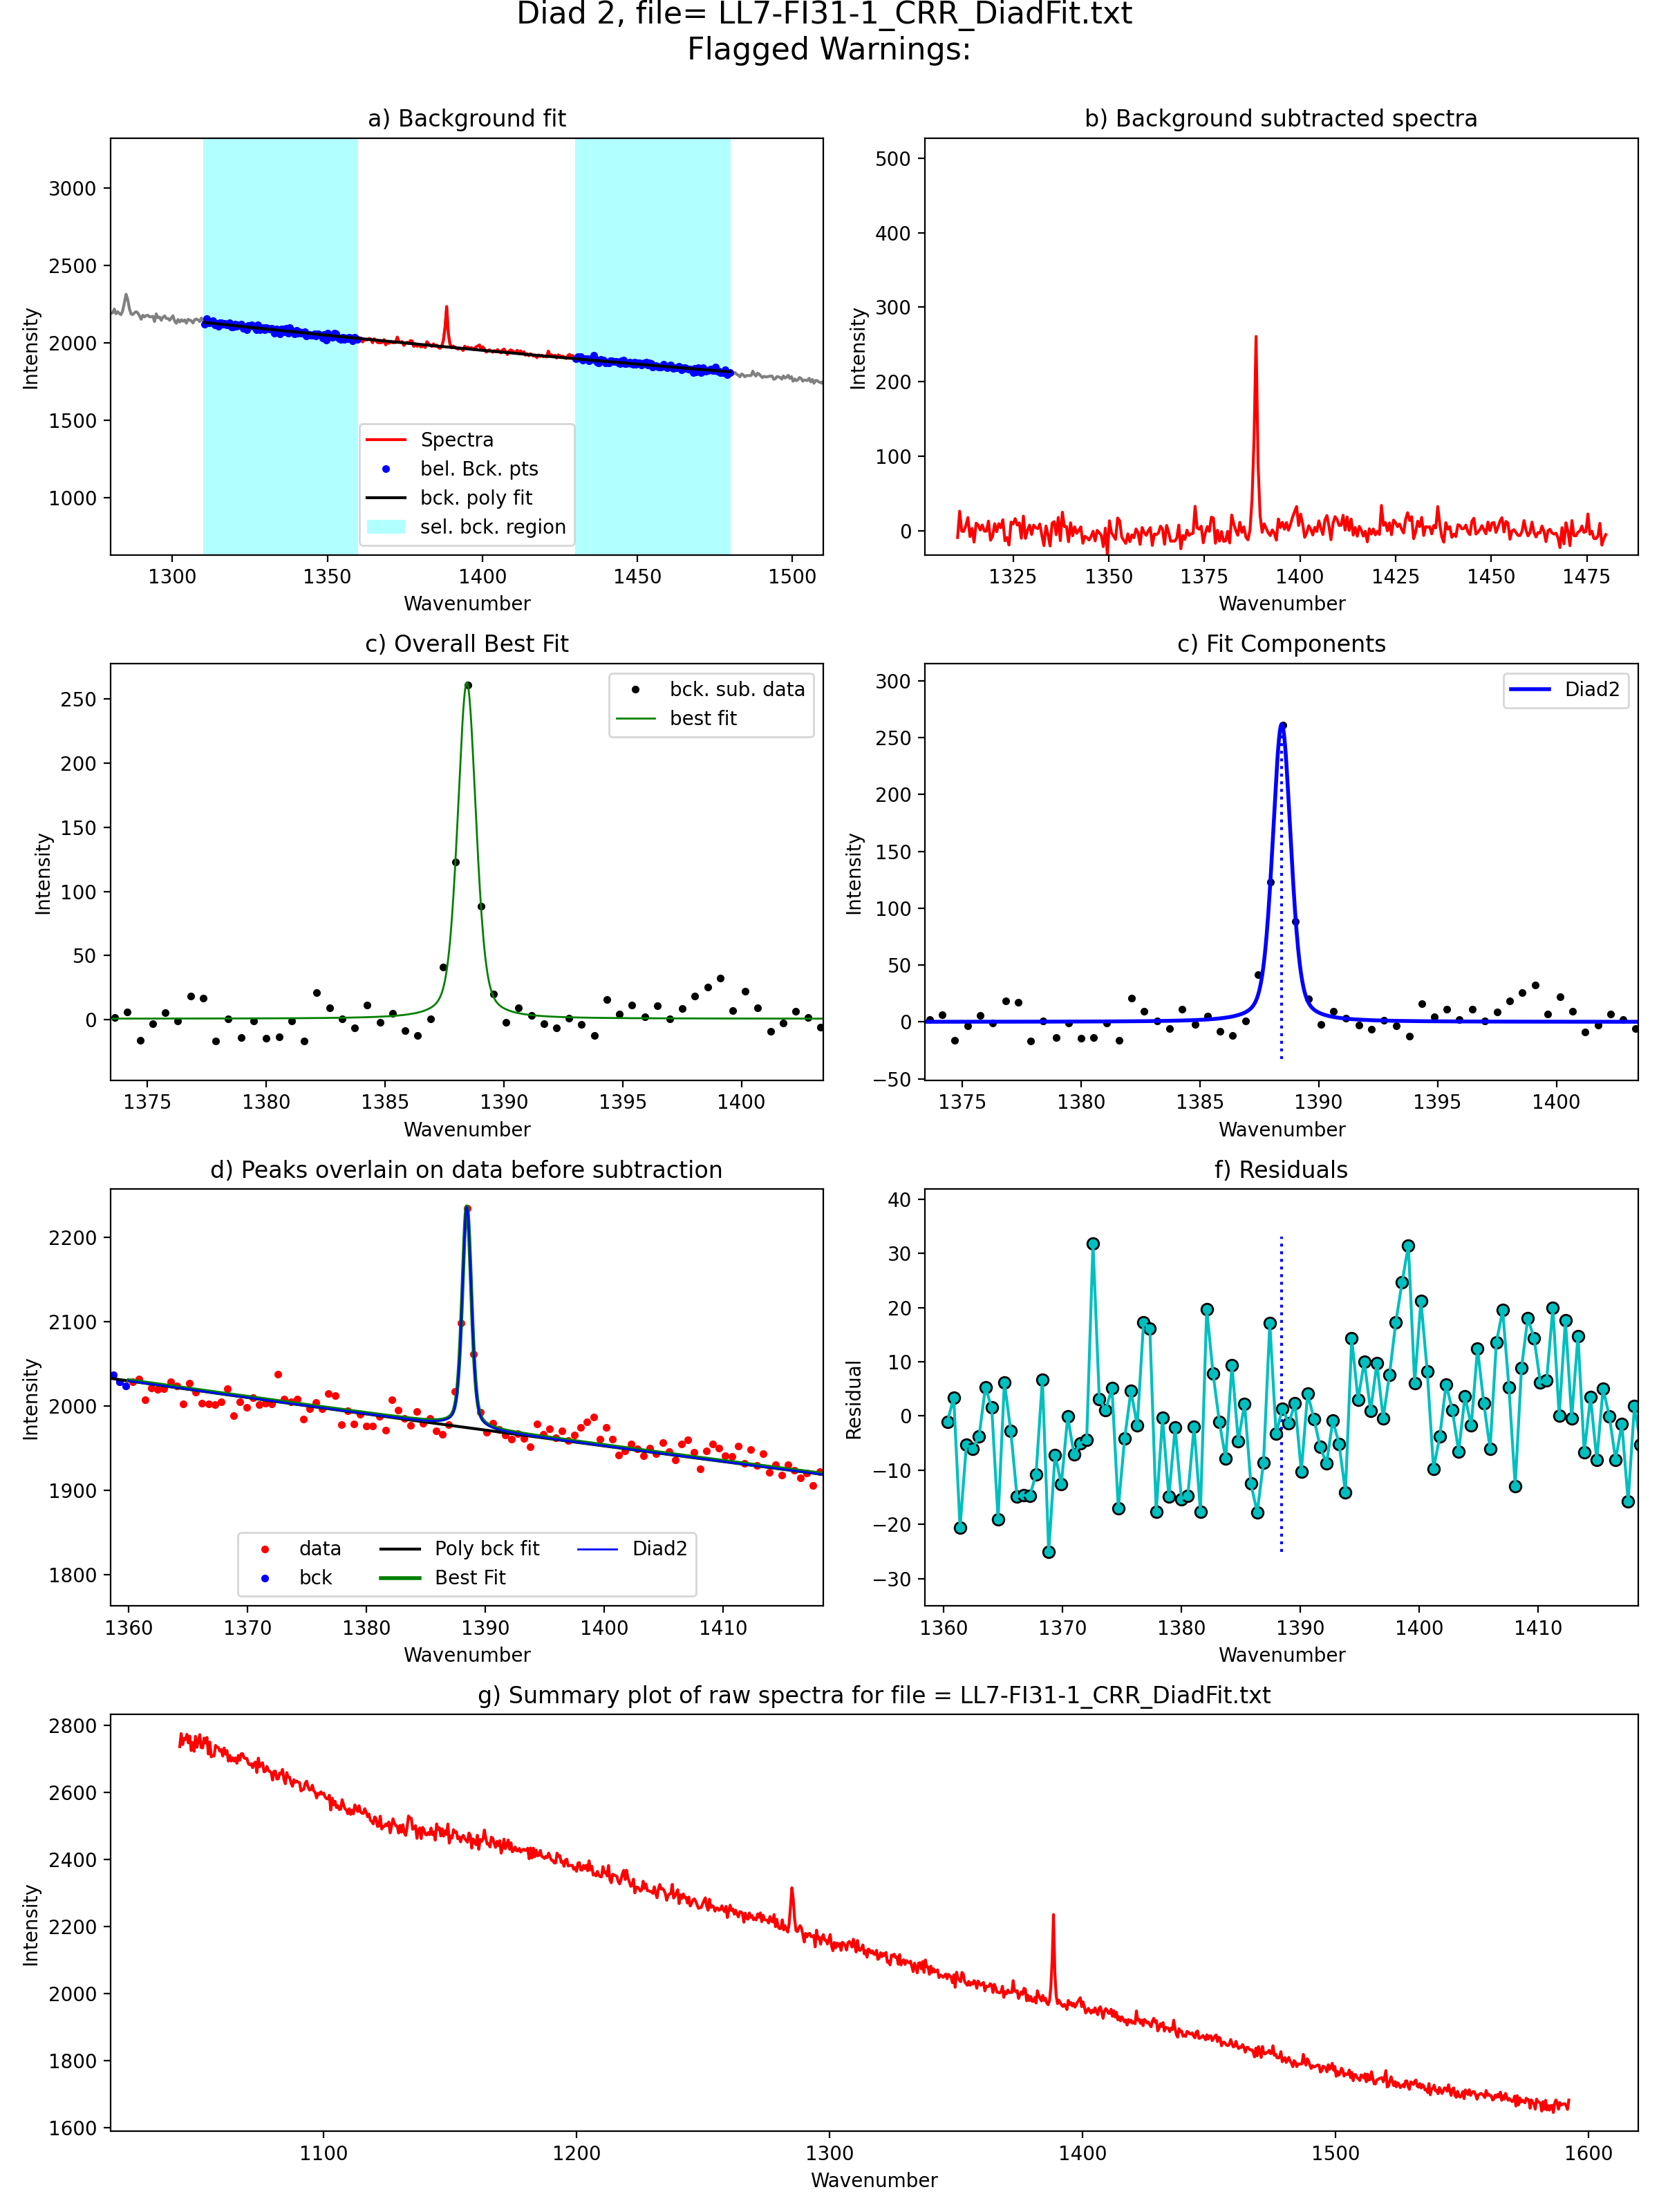 Diad 2, file= LL7-FI31-1_CRR_DiadFit.txt
Flagged Warnings:
a) Background fit
3000
2500
2000
1500
1000
Intensity
Spectra
bel. Bck. pts
bck. poly fit
sel. bck. region
1300 1350 1400 1450 1500
Wavenumber
b) Background subtracted spectra
500
400
300
200
100
0
Intensity
1325 1350 1375 1400 1425 1450 1475
Wavenumber
c) Overall Best Fit
250
200
150
100
50
0
Intensity
bck. sub. data
best fit
1375 1380 1385 1390 1395 1400
Wavenumber
c) Fit Components
300
250
200
150
100
50
0
−50
Intensity
Diad2
1375 1380 1385 1390 1395 1400
Wavenumber
d) Peaks overlain on data before subtraction
2200
2100
2000
1900
1800
Intensity
data Poly bck fit Diad2
bck Best Fit
1360 1370 1380 1390 1400 1410
Wavenumber
f) Residuals
40
30
20
10
0
−10
−20
−30
Residual
1360 1370 1380 1390 1400 1410
Wavenumber
g) Summary plot of raw spectra for file = LL7-FI31-1_CRR_DiadFit.txt
2800
2600
2400
2200
2000
1800
1600
Intensity
1100 1200 1300 1400 1500 1600
Wavenumber